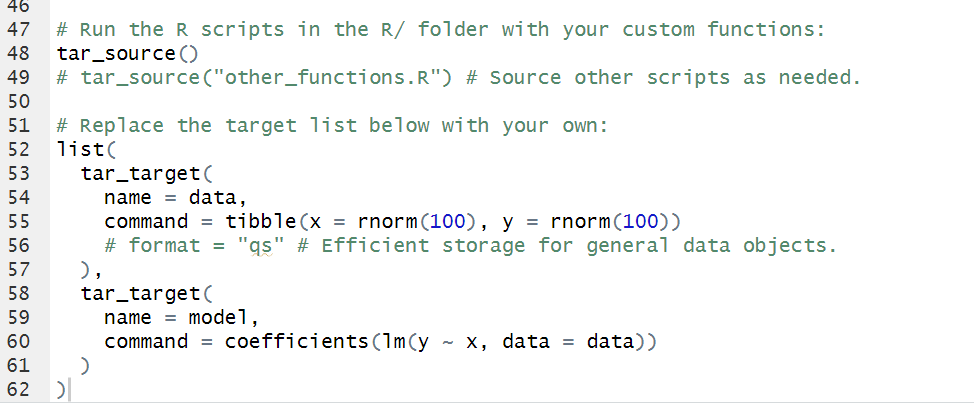 46
47 # Run the R scripts in the R/ folder with your custom functions:
48 tar_source()
49 # tar_source("other_functions.R") # Source other scripts as needed.
50
51 # Replace the target list below with your own:
52 list(
53   tar_target(
54     name = data,
55     command = tibble(x = rnorm(100), y = rnorm(100))
56     # format = "qs" # Efficient storage for general data objects.
57   ),
58   tar_target(
59     name = model,
60     command = coefficients(lm(y ~ x, data = data))
61   )
62 )